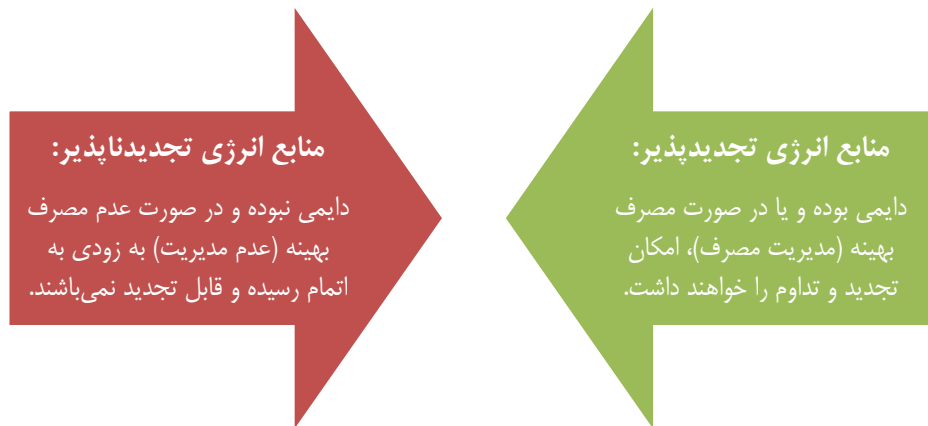 منابع انرژی تجدیدپذیر:
دایمی بوده و یا در صورت مصرف
بهینه (مدیریت مصرف)، امکان
تجدید و تداوم را خواهند داشت.
منابع انرژی تجدیدناپذیر:
دایمی نبوده و در صورت عدم مصرف
بهینه (عدم مدیریت) به زودی به
اتمام رسیده و قابل تجدید نمی‌باشند.